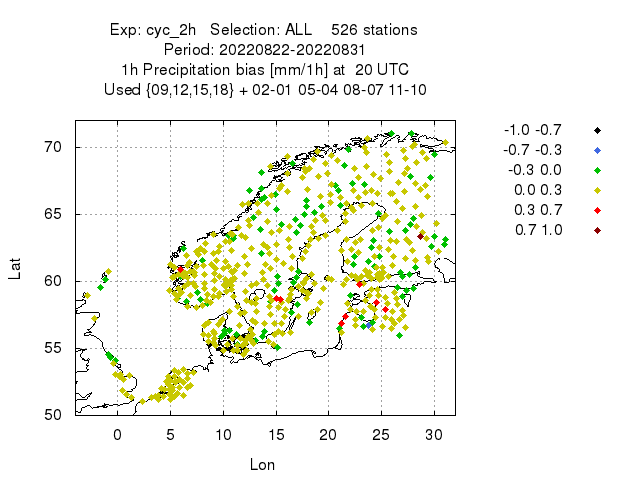 Exp: cyc_2h   Selection: ALL    526 stations
Period: 20220822-20220831
1h Precipitation bias [mm/1h] at  20 UTC
Used {09,12,15,18} + 02-01 05-04 08-07 11-10
-1.0 -0.7
-0.7 -0.3
-0.3 0.0
0.0 0.3
0.3 0.7
0.7 1.0
70
65
60
55
50
Lat
0 5 10 15 20 25 30
Lon